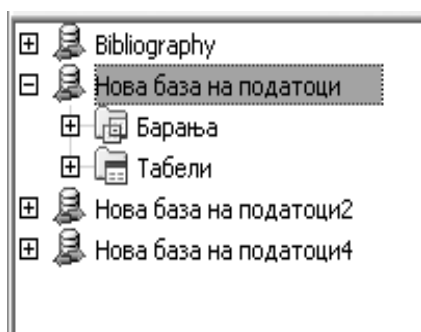 Bibliography
Нова база на податоци
Барања
Табели
Нова база на податоци2
Нова база на податоци4